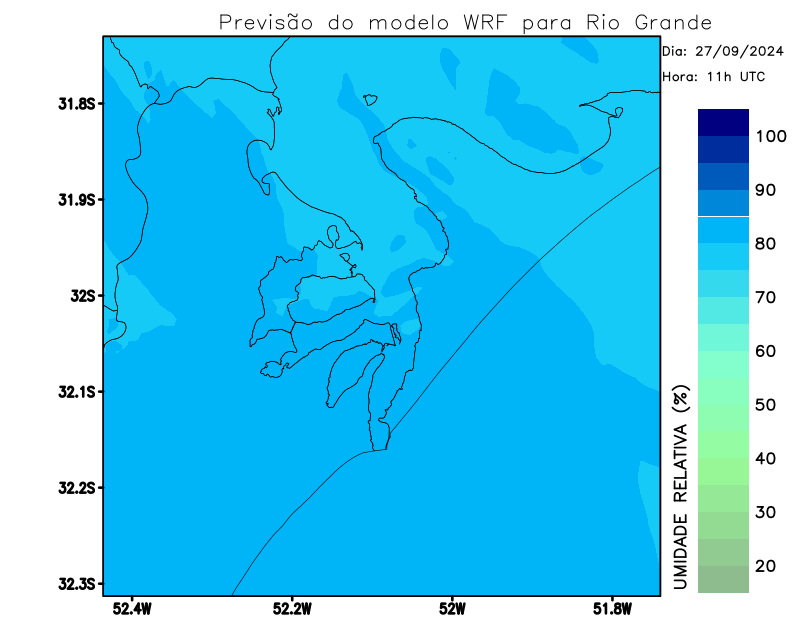 Previsão do modelo WRF para Rio Grande
Dia: 27/09/2024
Hora: 11h UTC
31.8S
31.9S
32S
32.1S
32.2S
32.3S
52.4W
52.2W
52W
51.8W
100
90
80
70
60
50
40
30
20
UMIDADE RELATIVA (%)